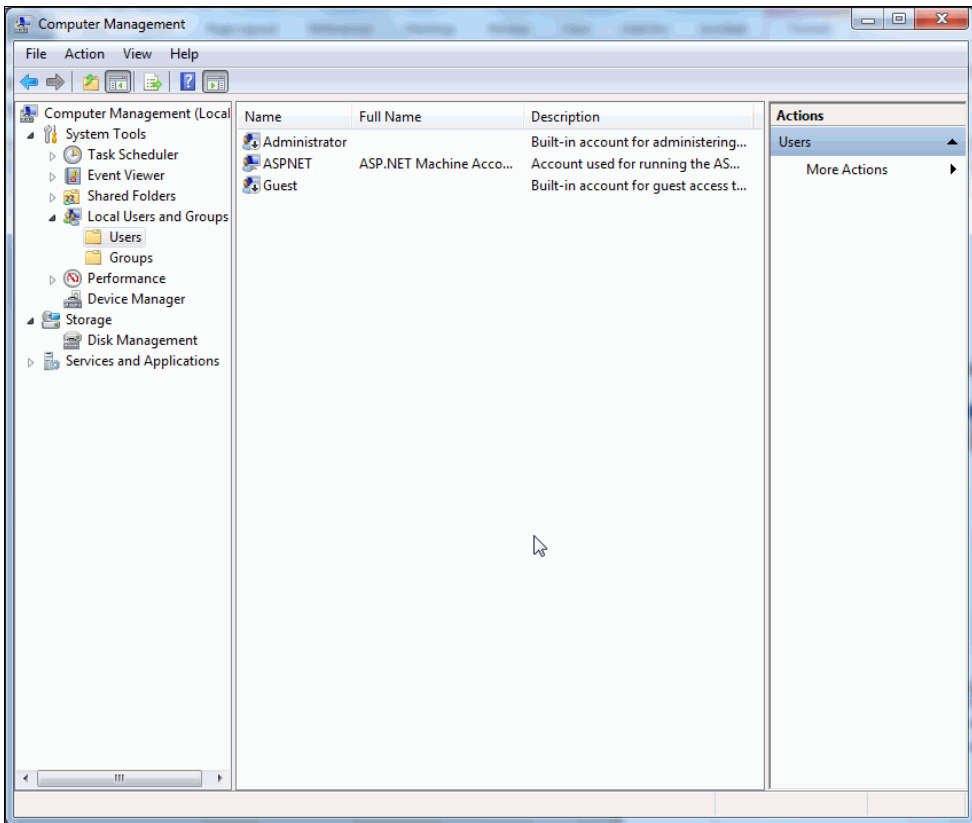 Computer Management
File Action View Help
Computer Management (Local
System Tools
Task Scheduler
Event Viewer
Shared Folders
Local Users and Groups
Users
Groups
Performance
Device Manager
Storage
Disk Management
Services and Applications
Name Full Name Description
Administrator Built-in account for administering...
ASPNET ASP.NET Machine Acco... Account used for running the AS...
Guest Built-in account for guest access t...
Actions
Users
More Actions